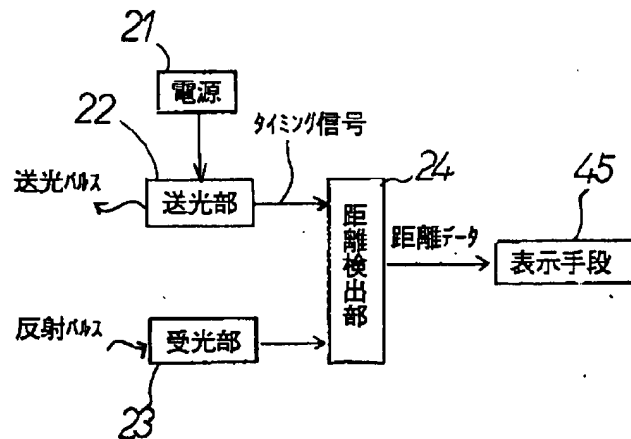 21
電源
22
タイミング信号
24
45
送光パルス
送光部
距離検出部
距離データ
表示手段
反射パルス
受光部
23